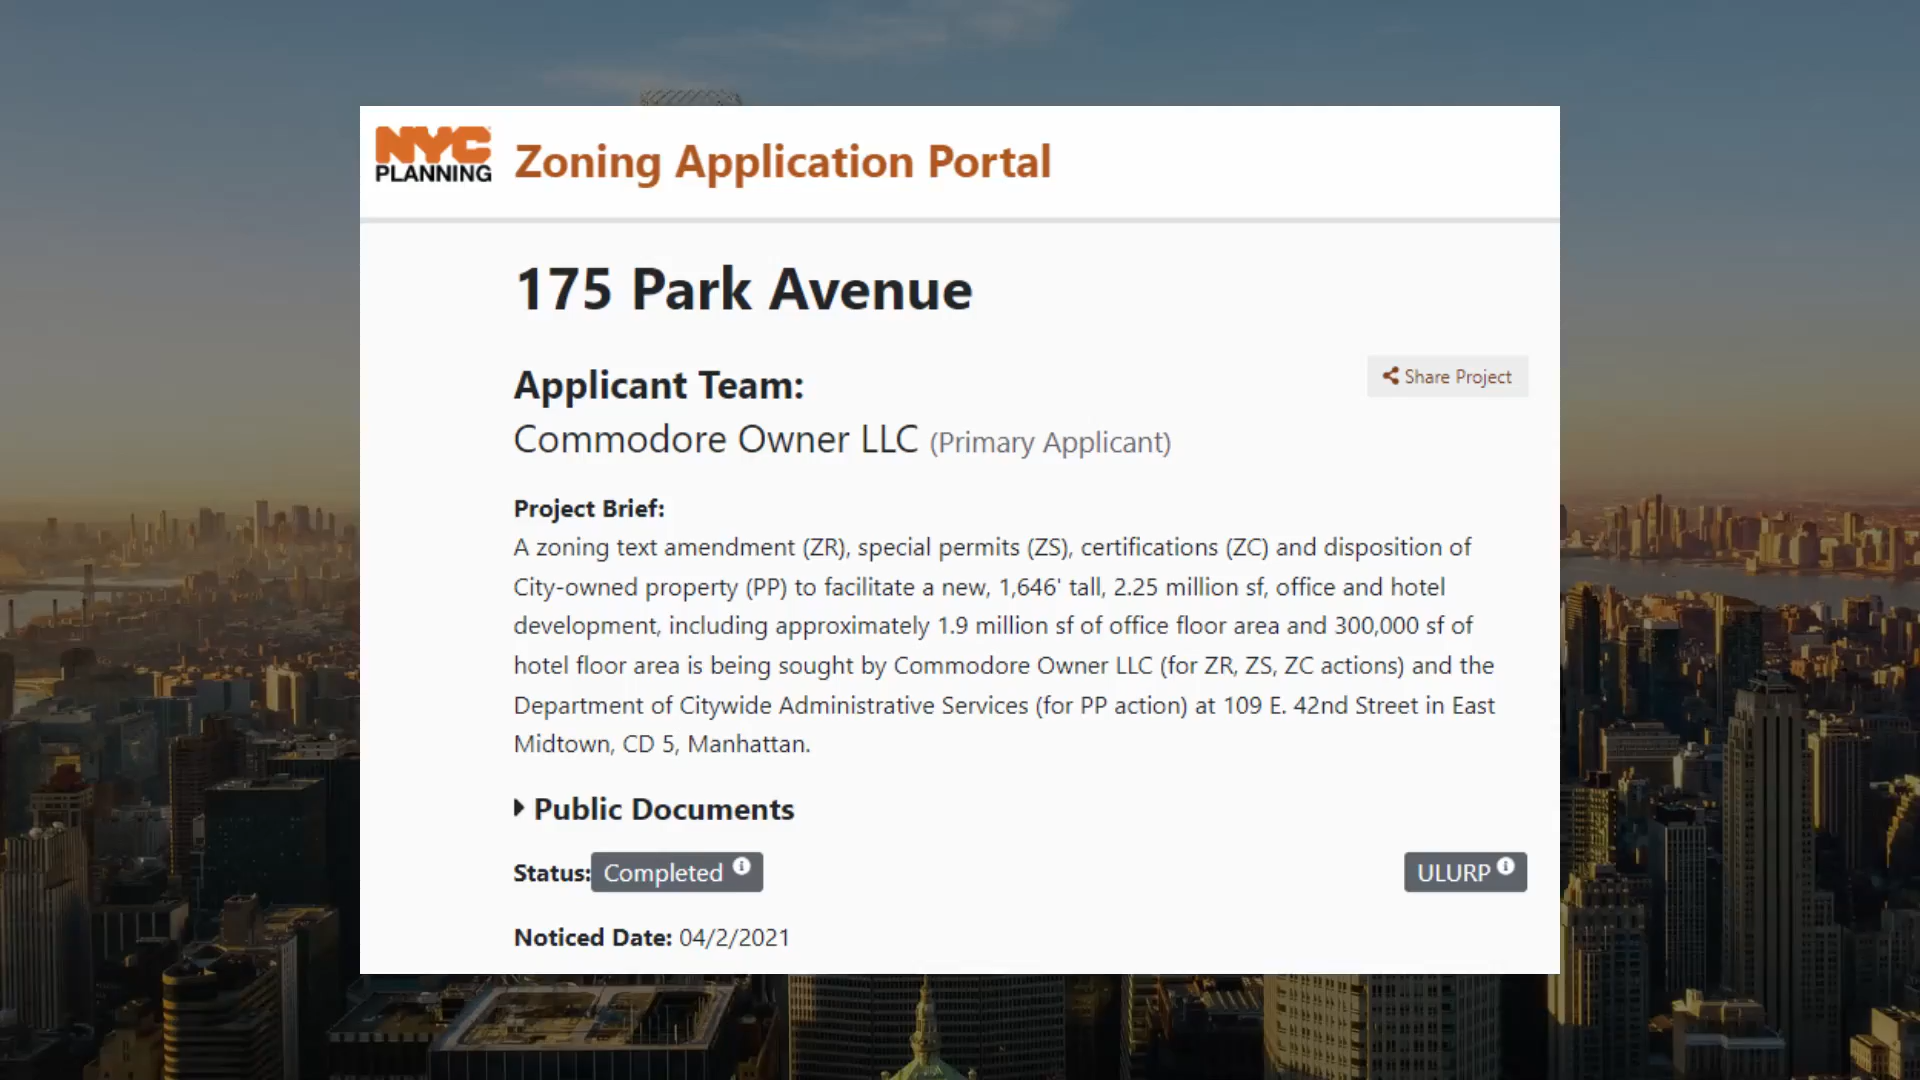 NYC
PLANNING
Zoning Application Portal
175 Park Avenue
Applicant Team:
Share Project
Commodore Owner LLC (Primary Applicant)
Project Brief:
A zoning text amendment (ZR), special permits (ZS), certifications (ZC) and disposition of
City-owned property (PP) to facilitate a new, 1,646' tall, 2.25 million sf, office and hotel
development, including approximately 1.9 million sf of office floor area and 300,000 sf of
hotel floor area is being sought by Commodore Owner LLC (for ZR, ZS, ZC actions) and the
Department of Citywide Administrative Services (for PP action) at 109 E. 42nd Street in East
Midtown, CD 5, Manhattan.
Public Documents
Status: Completed
ULURP
Noticed Date: 04/2/2021